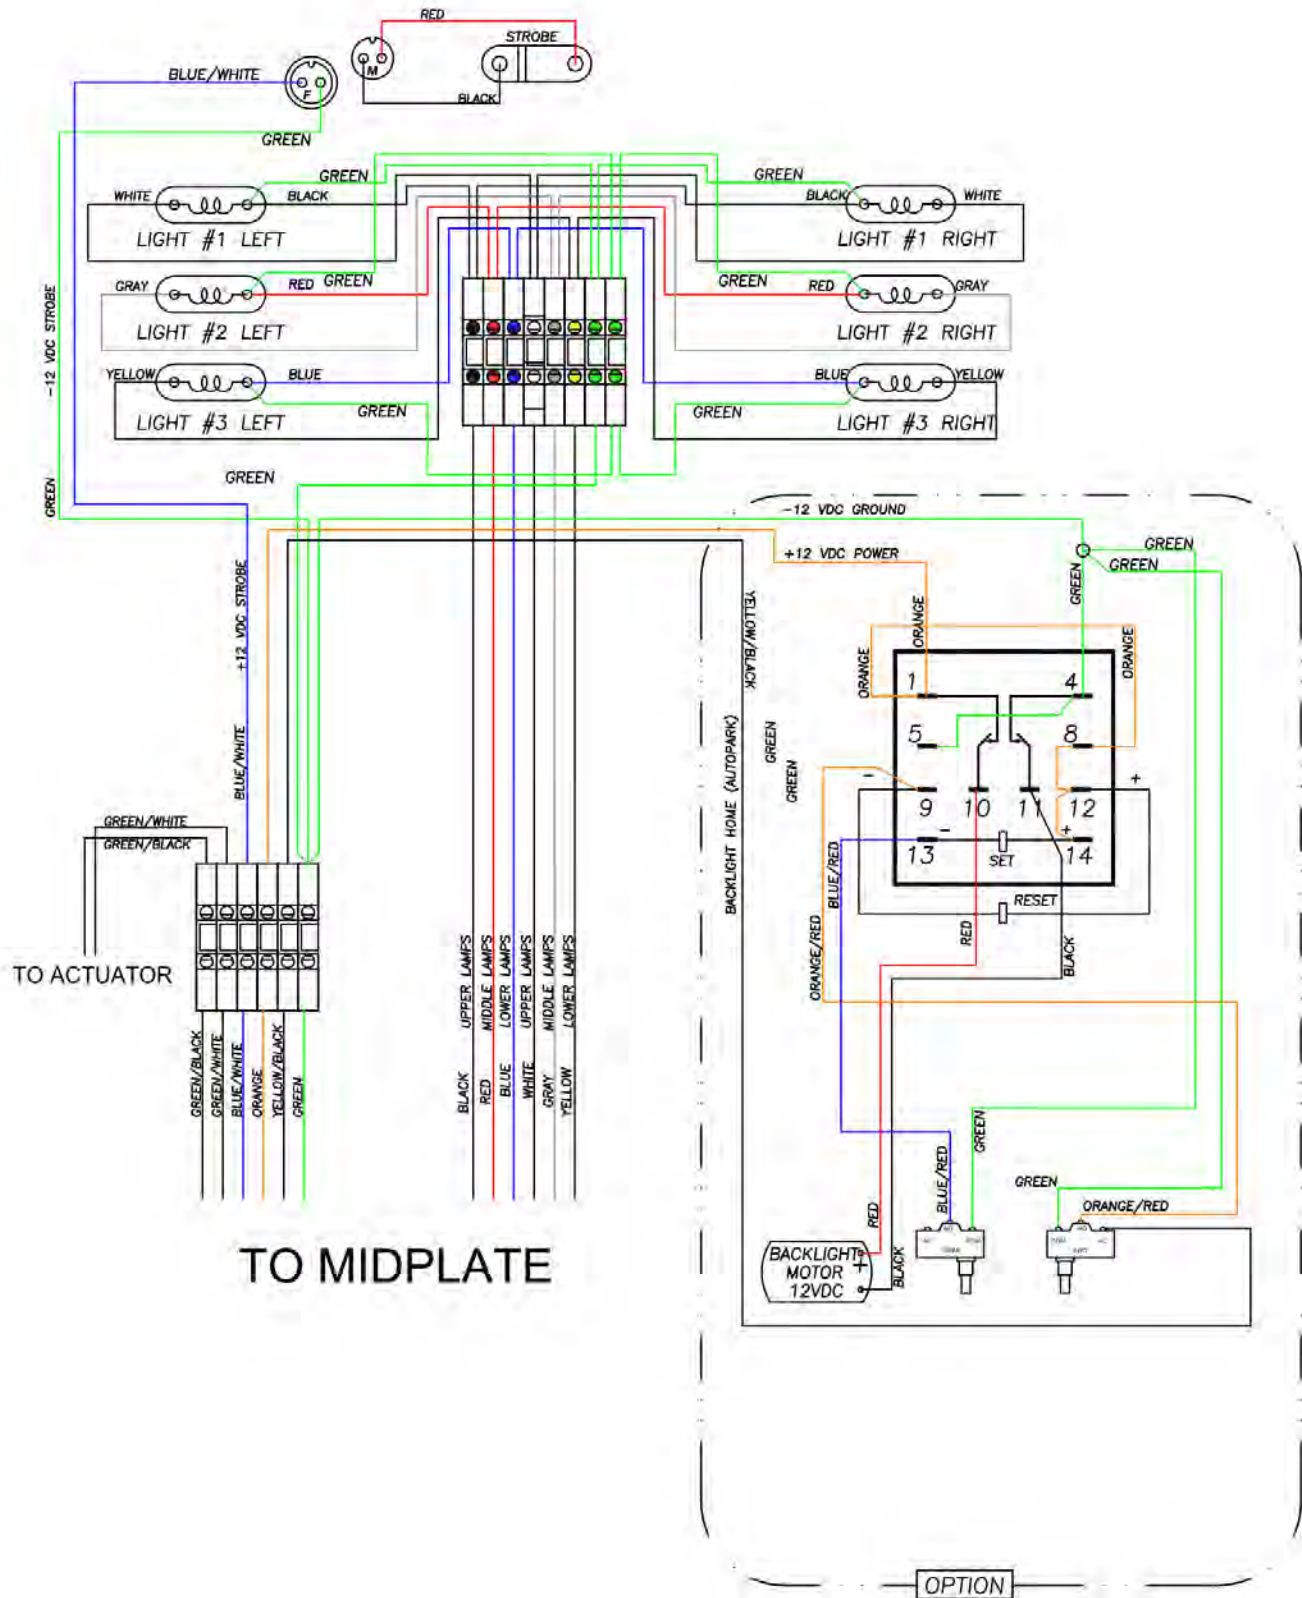 RED
STROBE
BLUE/WHITE
F
M
BLACK
GREEN
GREEN
GREEN
WHITE
BLACK
BLACK
WHITE
LIGHT #1 LEFT
LIGHT #1 RIGHT
GRAY
RED
GREEN
GREEN
RED
GRAY
LIGHT #2 LEFT
LIGHT #2 RIGHT
-12 VDC STROBE
YELLOW
BLUE
BLUE
YELLOW
GREEN
GREEN
LIGHT #3 LEFT
LIGHT #3 RIGHT
GREEN
GREEN
-12 VDC GROUND
+12 VDC POWER
GREEN
GREEN
GREEN
+12 VDC STROBE
YELLOW/BLACK
ORANGE
ORANGE
ORANGE
1
4
5
8
BLUE/WHITE
BACKLIGHT HOME (AUTOPARK)
GREEN
GREEN
-
+
9
10
11
12
-
+
13
SET
14
GREEN/WHITE
GREEN/BLACK
BLUE/RED
RESET
RED
BLACK
ORANGE/RED
TO ACTUATOR
UPPER LAMPS
MIDDLE LAMPS
LOWER LAMPS
UPPER LAMPS
MIDDLE LAMPS
LOWER LAMPS
GREEN/BLACK
GREEN/WHITE
BLUE/WHITE
ORANGE
YELLOW/BLACK
GREEN
BLACK
RED
BLUE
WHITE
GRAY
YELLOW
GREEN
BLUE/RED
GREEN
ORANGE/RED
RED
BLACK
BACKLIGHT
+
MOTOR
12VDC
-
TO MIDPLATE
OPTION